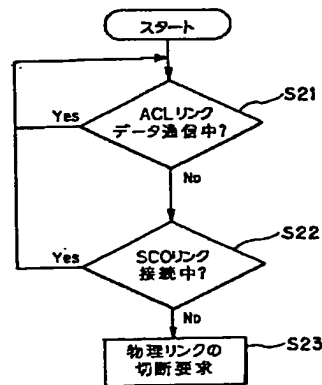 スタート
S21
ACLリンク
データ通信中?
Yes
No
S22
SCOリンク
接続中?
Yes
No
S23
物理リンクの
切断要求